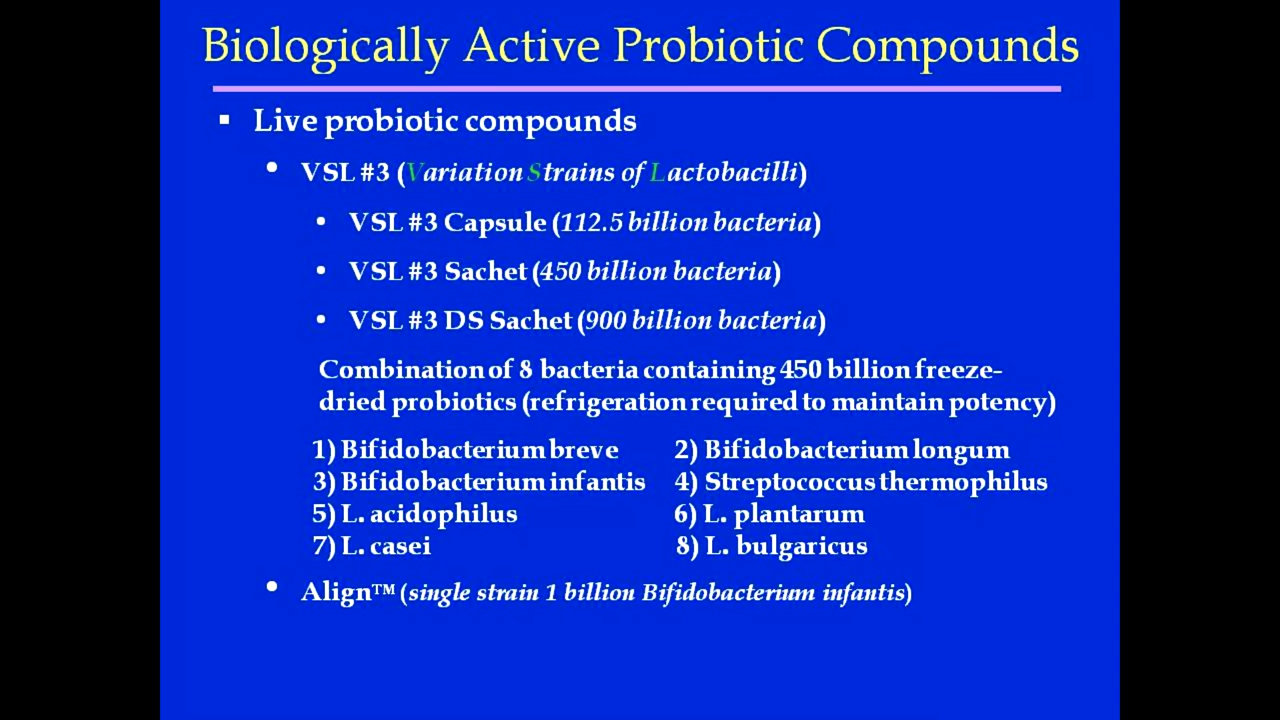 Biologically Active Probiotic Compounds
▪ Live probiotic compounds
• VSL #3 (Variation Strains of Lactobacilli)
• VSL #3 Capsule (112.5 billion bacteria)
• VSL #3 Sachet (450 billion bacteria)
• VSL #3 DS Sachet (900 billion bacteria)
Combination of 8 bacteria containing 450 billion freeze-
dried probiotics (refrigeration required to maintain potency)
1) Bifidobacterium breve 2) Bifidobacterium longum
3) Bifidobacterium infantis 4) Streptococcus thermophilus
5) L. acidophilus 6) L. plantarum
7) L. casei 8) L. bulgaricus
• Align™ (single strain 1 billion Bifidobacterium infantis)